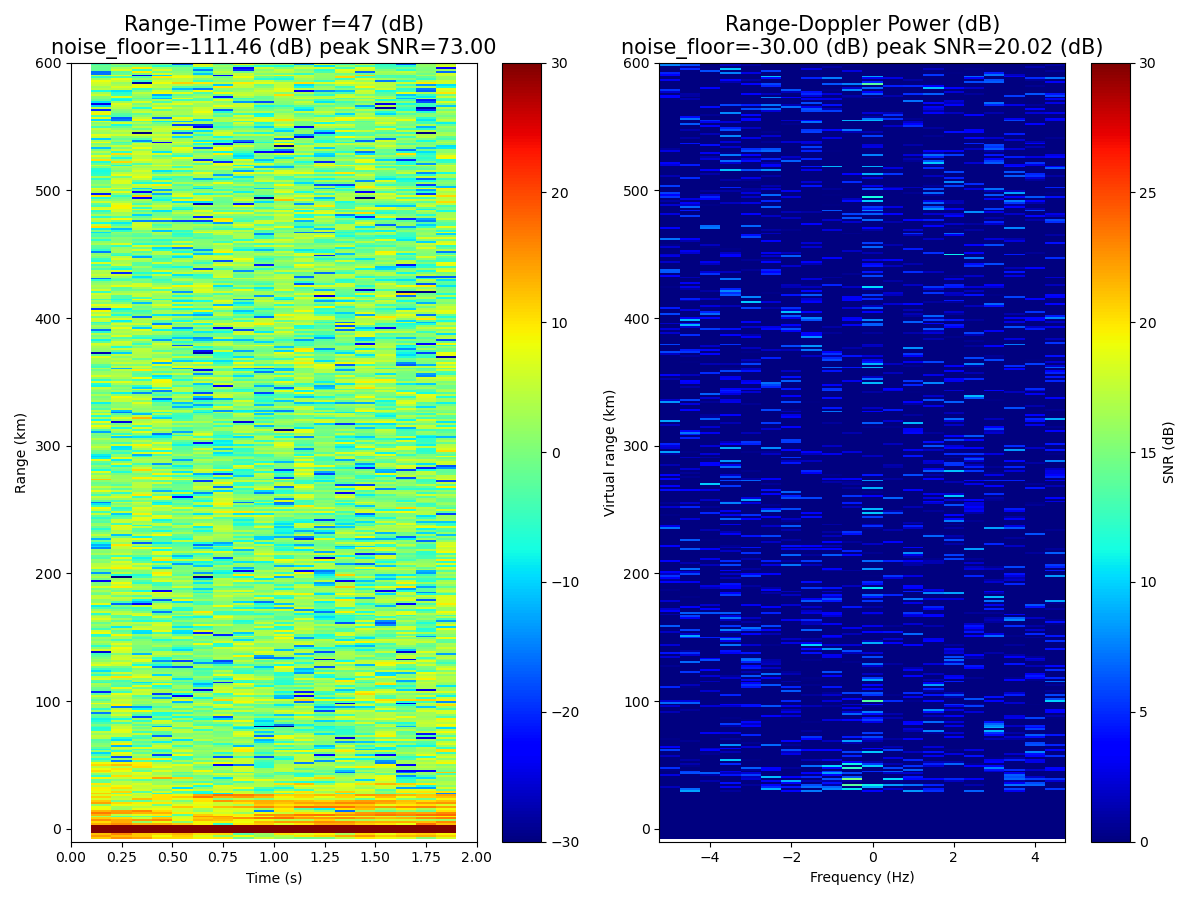 Range-Time Power f=47 (dB)
noise_floor=-111.46 (dB) peak SNR=73.00
600
500
400
300
200
100
0
Range (km)
0.00 0.25 0.50 0.75 1.00 1.25 1.50 1.75 2.00
Time (s)
30
20
10
0
−10
−20
−30
Range-Doppler Power (dB)
noise_floor=-30.00 (dB) peak SNR=20.02 (dB)
600
500
400
300
200
100
0
Virtual range (km)
−4 −2 0 2 4
Frequency (Hz)
30
25
20
15
10
5
0
SNR (dB)